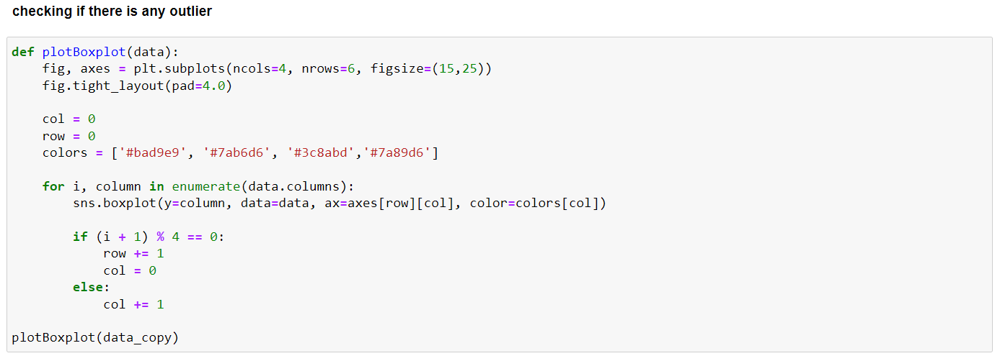 checking if there is any outlier
def plotBoxplot(data):
    fig, axes = plt.subplots(ncols=4, nrows=6, figsize=(15,25))
    fig.tight_layout(pad=4.0)

    col = 0
    row = 0
    colors = ['#bad9e9', '#7ab6d6', '#3c8abd','#7a89d6']

    for i, column in enumerate(data.columns):
        sns.boxplot(y=column, data=data, ax=axes[row][col], color=colors[col])

        if (i + 1) % 4 == 0:
            row += 1
            col = 0
        else:
            col += 1

plotBoxplot(data_copy)